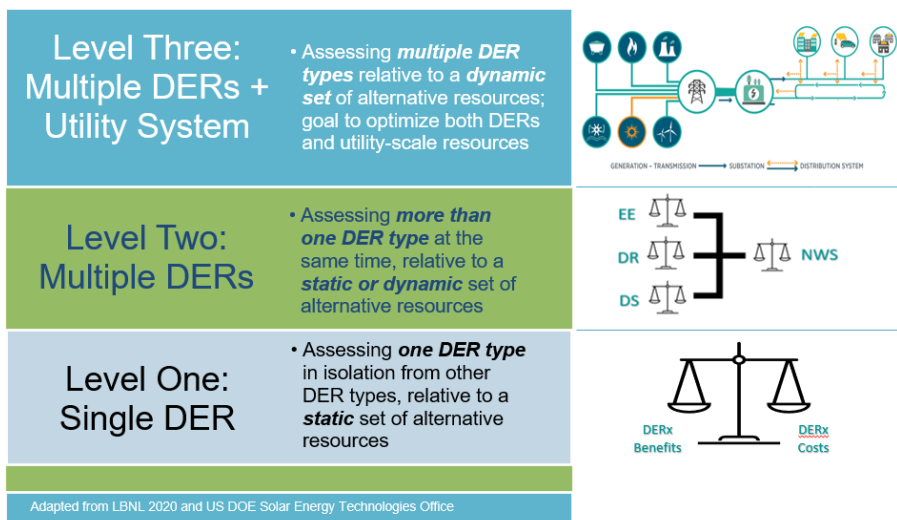 Level Three:
Multiple DERs +
Utility System
• Assessing multiple DER
types relative to a dynamic
set of alternative resources;
goal to optimize both DERs
and utility-scale resources
GENERATION – TRANSMISSION
SUBSTATION
DISTRIBUTION SYSTEM
Level Two:
Multiple DERs
• Assessing more than
one DER type at the
same time, relative to a
static or dynamic set of
alternative resources
EE
DR
DS
NWS
Level One:
Single DER
• Assessing one DER type
in isolation from other
DER types, relative to a
static set of alternative
resources
DERx
Benefits
DERx
Costs
Adapted from LBNL 2020 and US DOE Solar Energy Technologies Office